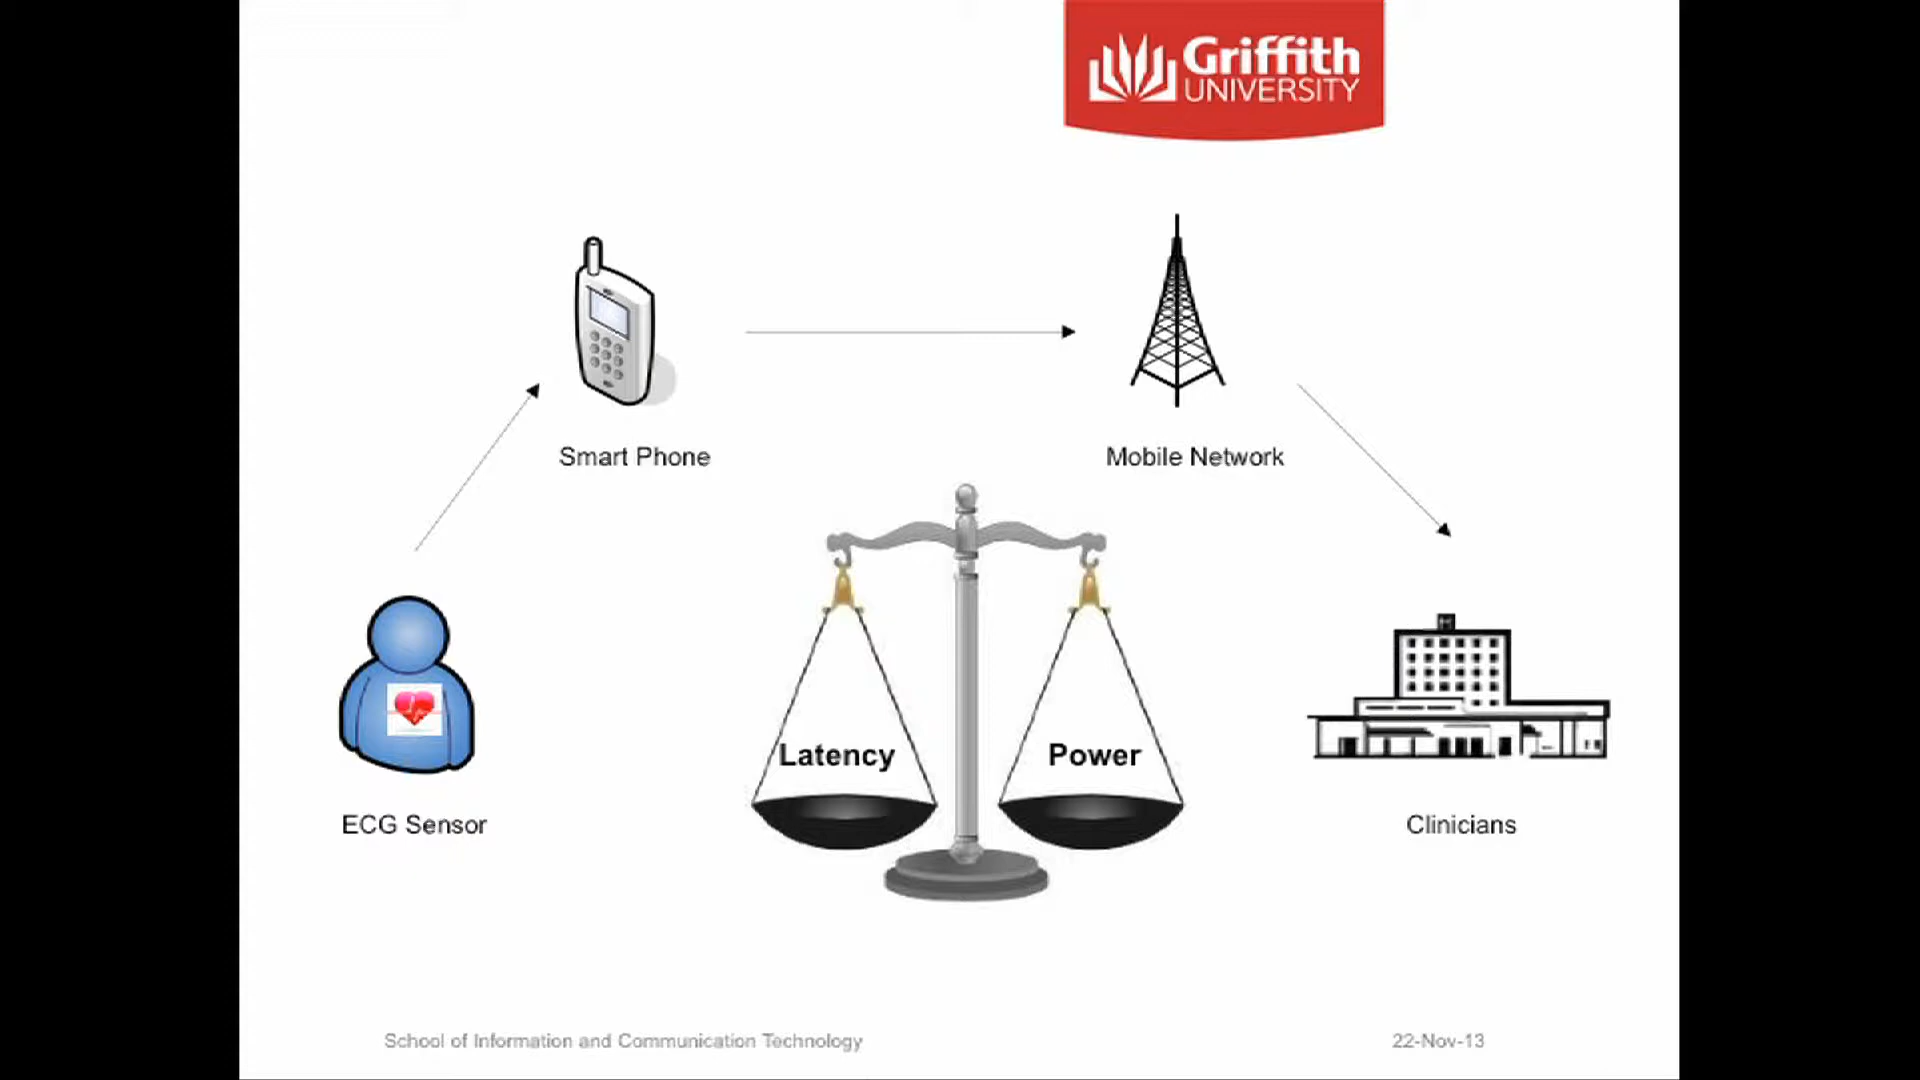 Griffith
UNIVERSITY
Smart Phone
Mobile Network
Latency
Power
ECG Sensor
Clinicians
School of Information and Communication Technology
22-Nov-13